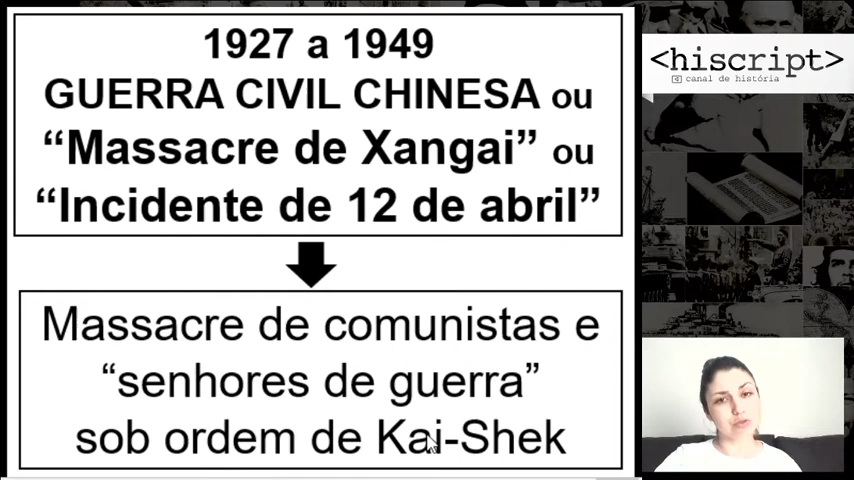 1927 a 1949
GUERRA CIVIL CHINESA ou
“Massacre de Xangai” ou
“Incidente de 12 de abril”
Massacre de comunistas e
“senhores de guerra”
sob ordem de Kai-Shek
<hiscript>
canal de história